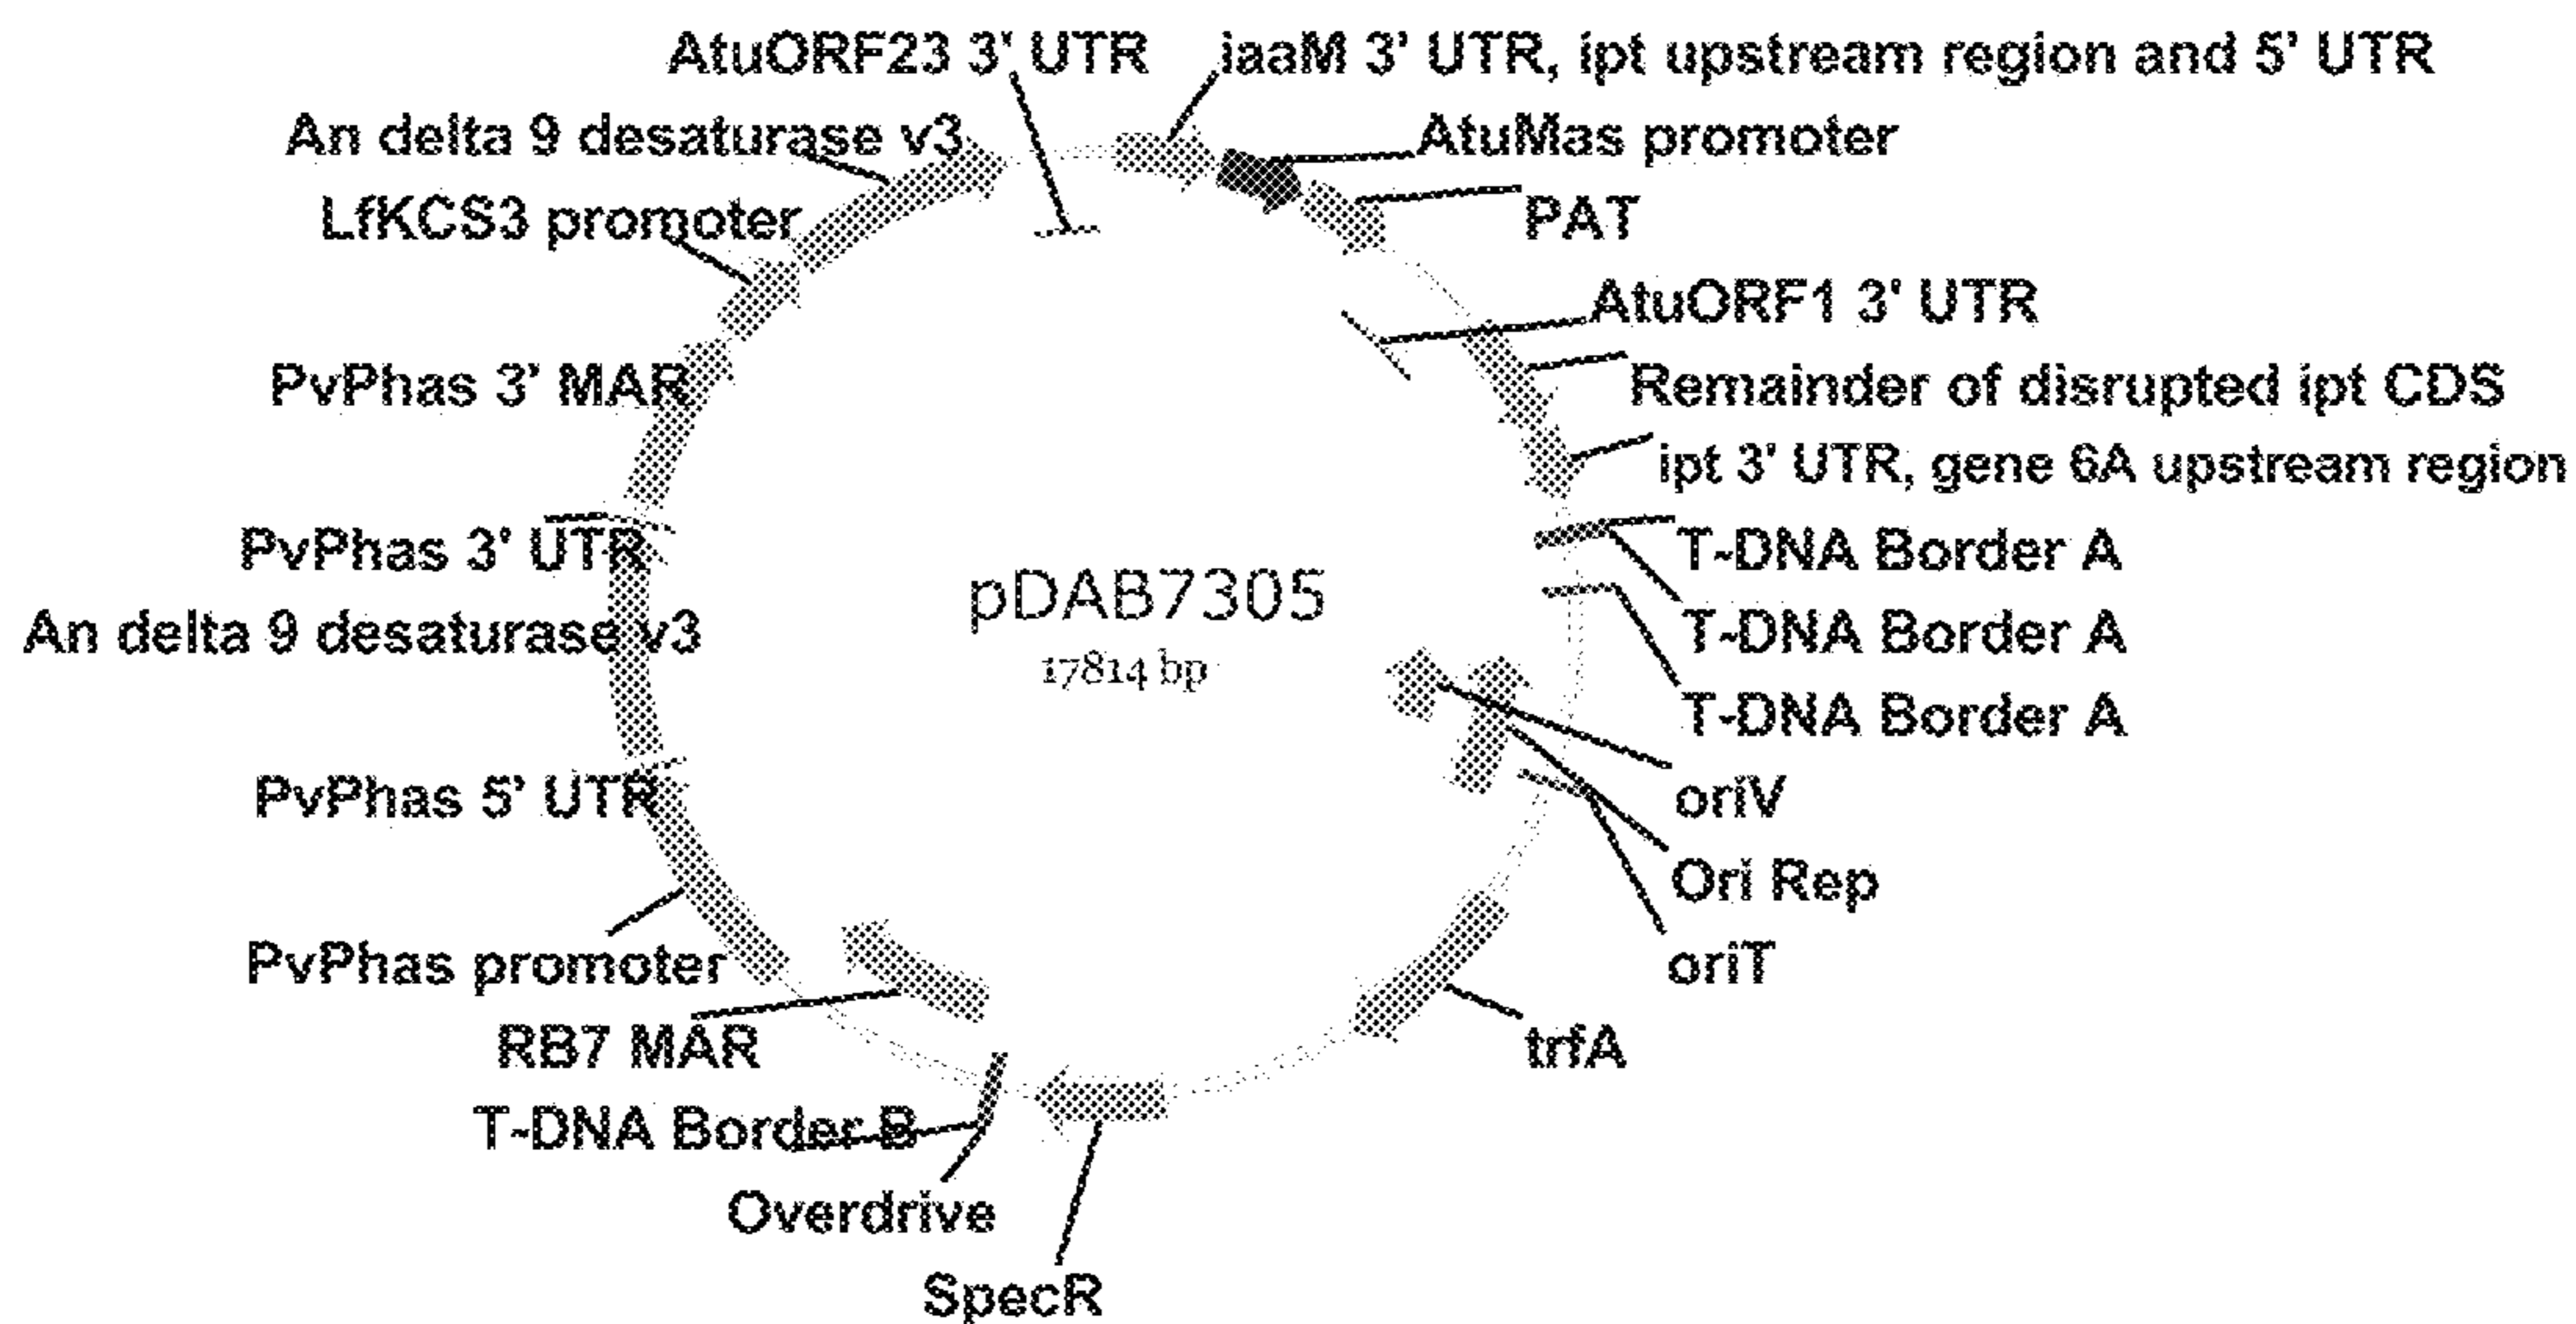 AtuORF23 3' UTR
iaaM 3' UTR, ipt upstream region and 5' UTR
An delta 9 desaturase v3
AtuMas promoter
LfKCS3 promoter
PAT
AtuORF1 3' UTR
PvPhas 3' MAR
Remainder of disrupted ipt CDS
ipt 3' UTR, gene 6A upstream region
PvPhas 3' UTR
T-DNA Border A
pDAB7305
17814 bp
An delta 9 desaturase v3
T-DNA Border A
T-DNA Border A
PvPhas 5' UTR
oriV
Ori Rep
PvPhas promoter
oriT
RB7 MAR
trfA
T-DNA Border B
Overdrive
SpecR